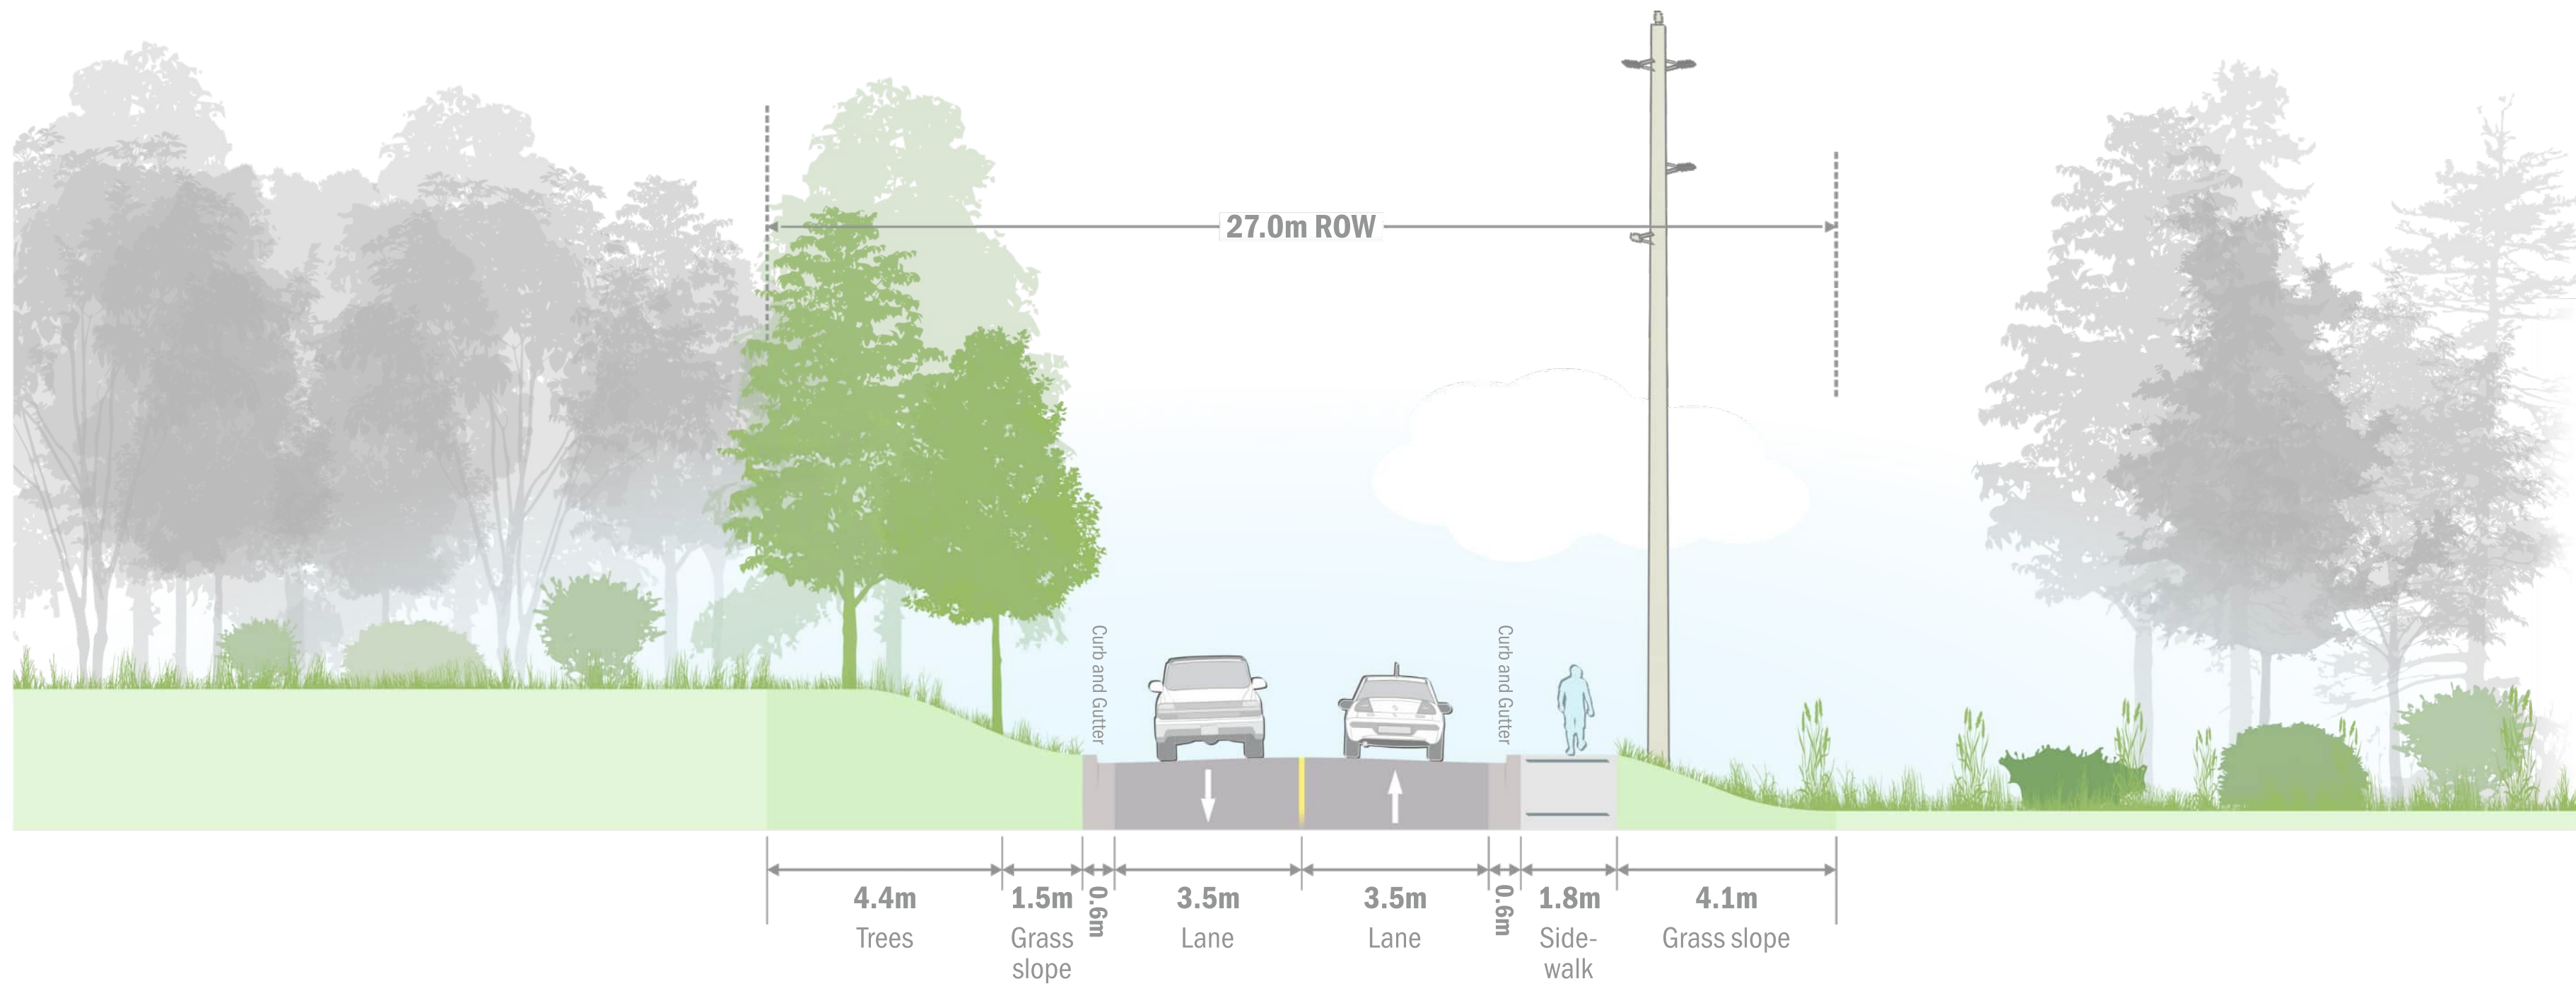 27.0m ROW
Curb and Gutter
Curb and Gutter
4.4m
Trees
1.5m
Grass
slope
0.6m
3.5m
Lane
3.5m
Lane
0.6m
1.8m
Side-
walk
4.1m
Grass slope